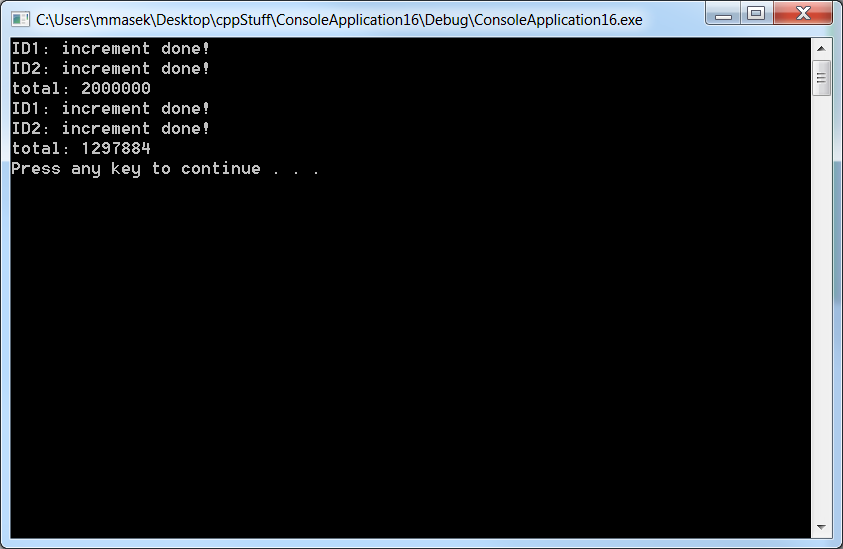 C:\Users\mmasek\Desktop\cppStuff\ConsoleApplication16\Debug\ConsoleApplication16.exe
ID1: increment done!
ID2: increment done!
total: 2000000
ID1: increment done!
ID2: increment done!
total: 1297884
Press any key to continue . . .